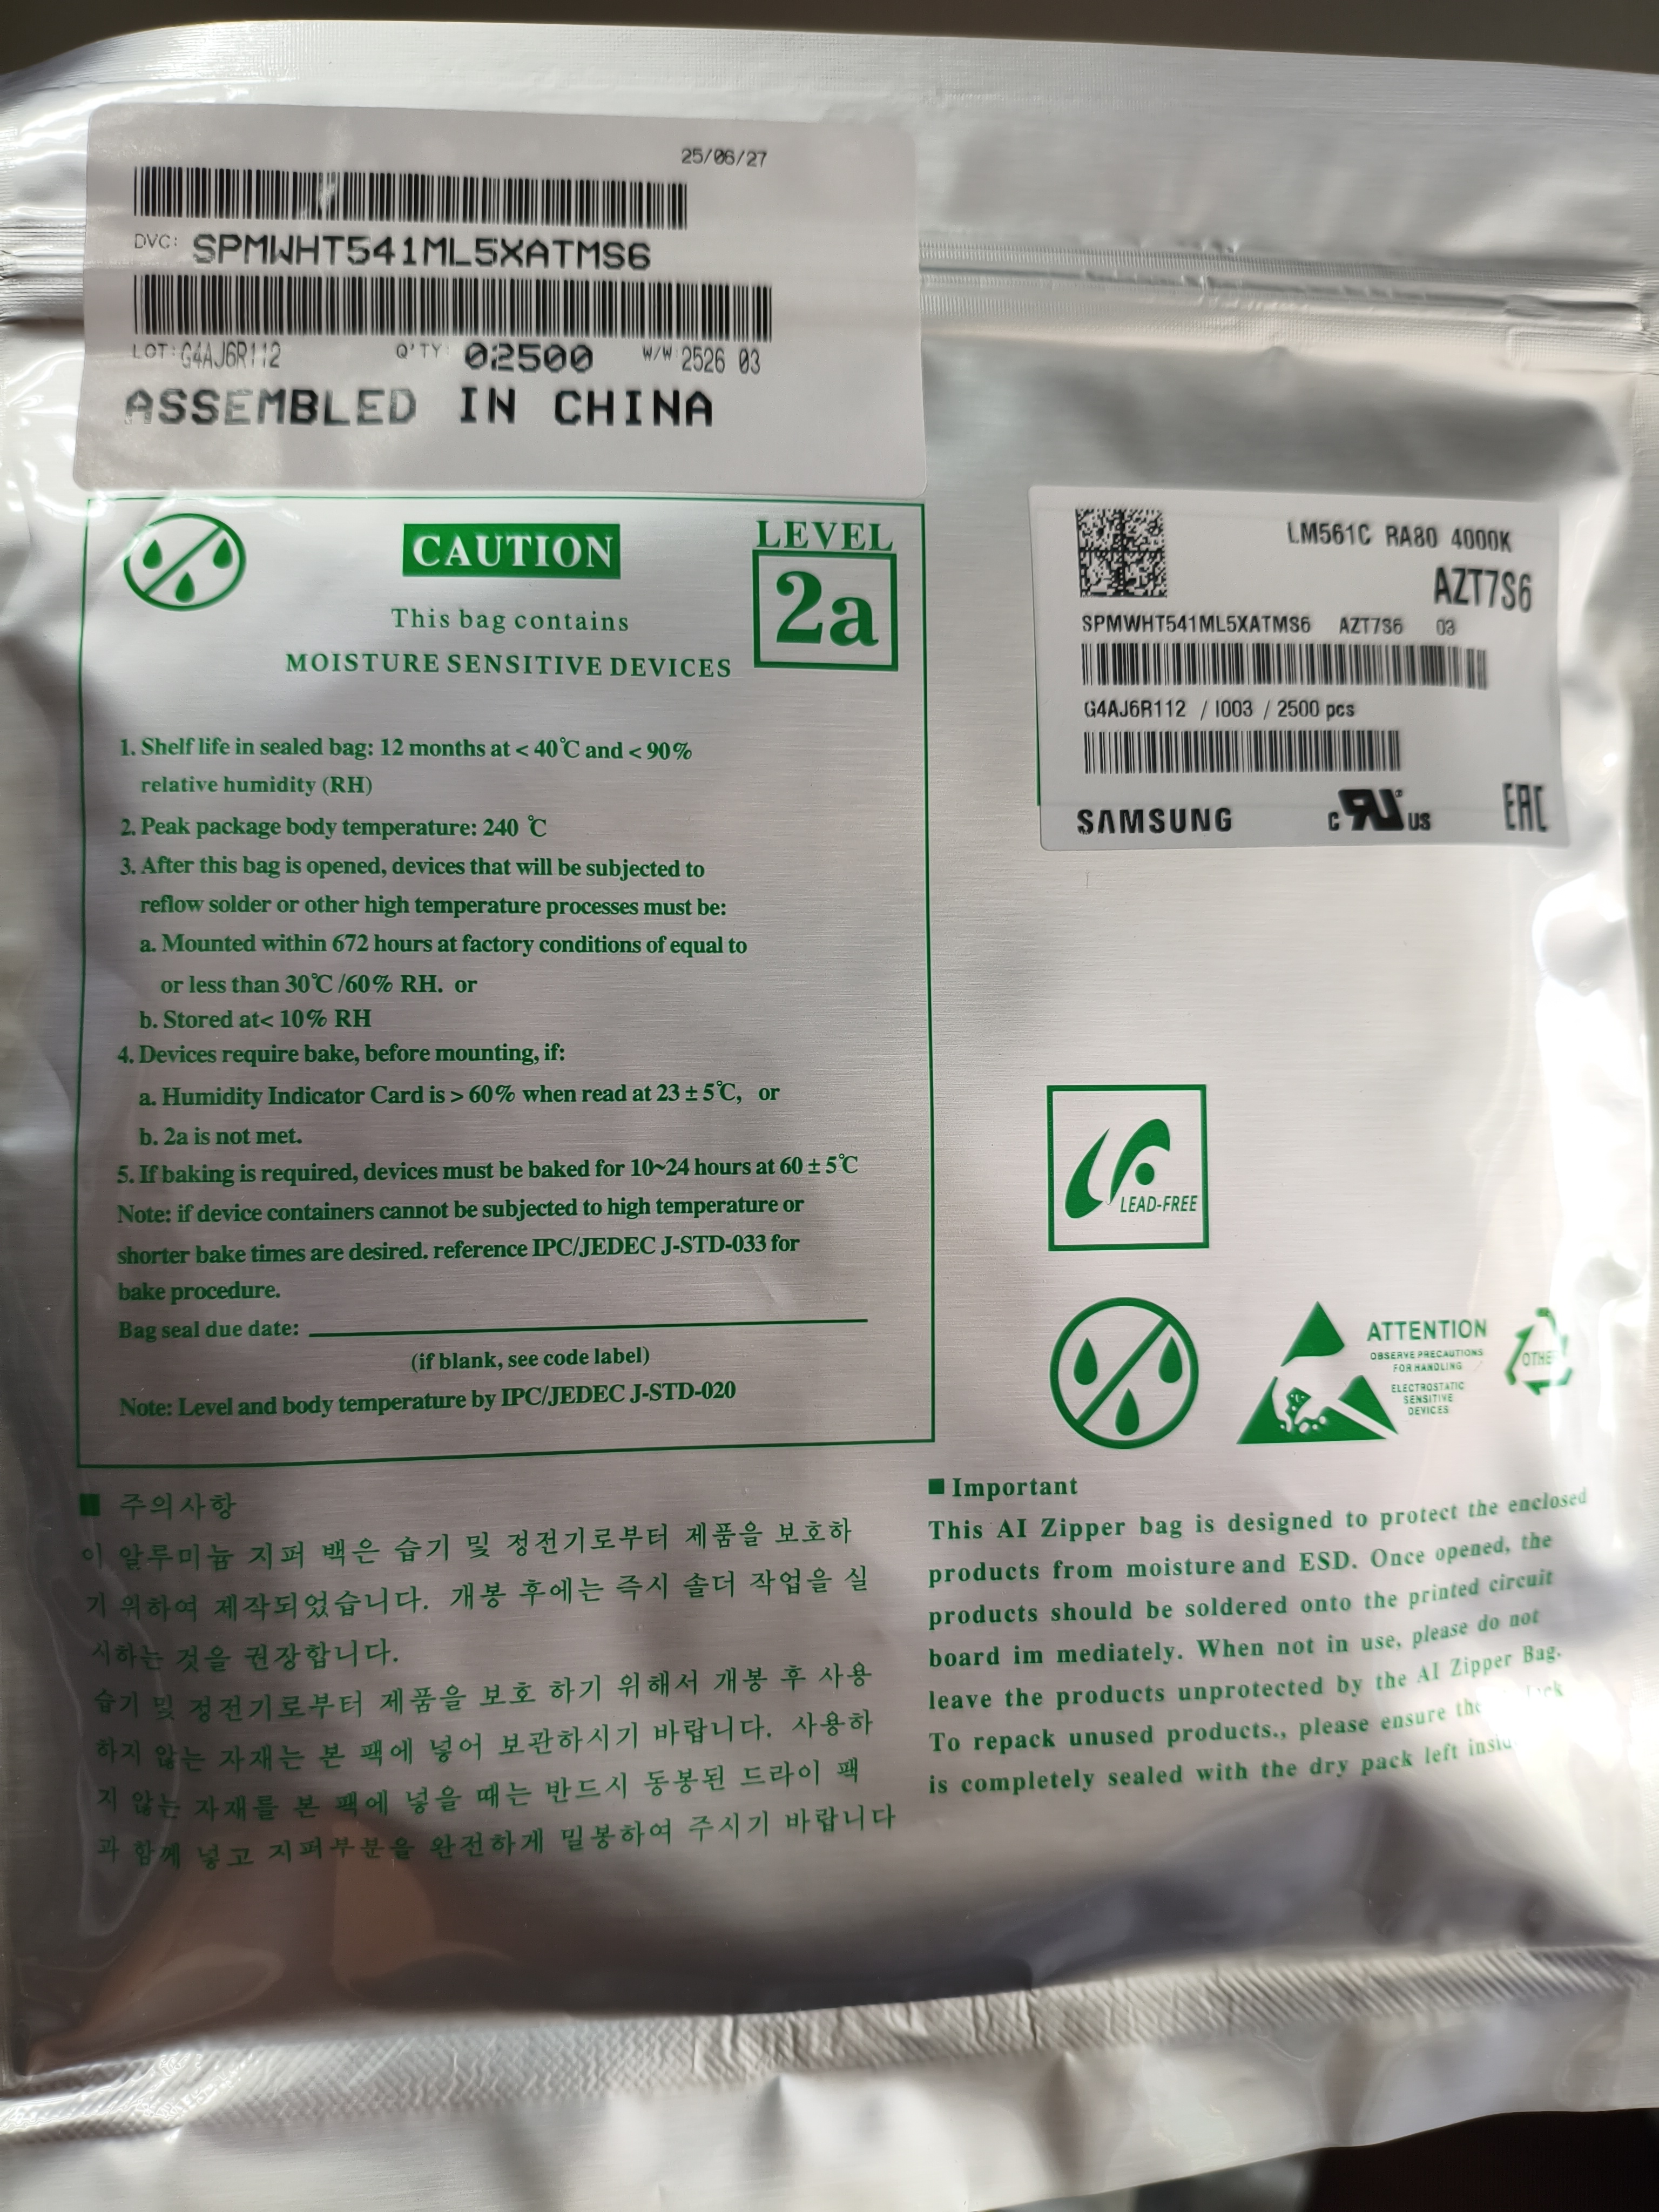 25/06/27
DVC: SPMWHT541ML5XATMS6
LOT: G4AJ6R112 Q'TY: 02500 W/W 2526 03
ASSEMBLED IN CHINA
CAUTION
LEVEL
2a
This bag contains
MOISTURE SENSITIVE DEVICES
1. Shelf life in sealed bag: 12 months at < 40℃ and < 90%
relative humidity (RH)
2. Peak package body temperature: 240 ℃
3. After this bag is opened, devices that will be subjected to
reflow solder or other high temperature processes must be:
a. Mounted within 672 hours at factory conditions of equal to
or less than 30℃ /60% RH. or
b. Stored at< 10% RH
4. Devices require bake, before mounting, if:
a. Humidity Indicator Card is > 60% when read at 23 ± 5℃, or
b. 2a is not met.
5. If baking is required, devices must be baked for 10~24 hours at 60 ± 5℃
Note: if device containers cannot be subjected to high temperature or
shorter bake times are desired. reference IPC/JEDEC J-STD-033 for
bake procedure.
Bag seal due date:
(if blank, see code label)
Note: Level and body temperature by IPC/JEDEC J-STD-020
LM561C RA80 4000K
AZT7S6
SPMWHT541ML5XATMS6 AZT7S6 03
G4AJ6R112 / I003 / 2500 pcs
SAMSUNG c RU US EAC
LEAD-FREE
ATTENTION
OBSERVE PRECAUTIONS
FOR HANDLING
ELECTROSTATIC
SENSITIVE
DEVICES
OTHE
■ 주의사항
이 알루미늄 지퍼 백은 습기 및 정전기로부터 제품을 보호하
기 위하여 제작되었습니다. 개봉 후에는 즉시 솔더 작업을 실
시하는 것을 권장합니다.
습기 및 정전기로부터 제품을 보호 하기 위해서 개봉 후 사용
하지 않는 자재는 본 팩에 넣어 보관하시기 바랍니다. 사용하
지 않는 자재를 본 팩에 넣을 때는 반드시 동봉된 드라이 팩
과 함께 넣고 지퍼부분을 완전하게 밀봉하여 주시기 바랍니다
■ Important
This AI Zipper bag is designed to protect the enclosed
products from moisture and ESD. Once opened, the
products should be soldered onto the printed circuit
board im mediately. When not in use, please do not
leave the products unprotected by the AI Zipper Bag.
To repack unused products., please ensure the
is completely sealed with the dry pack left